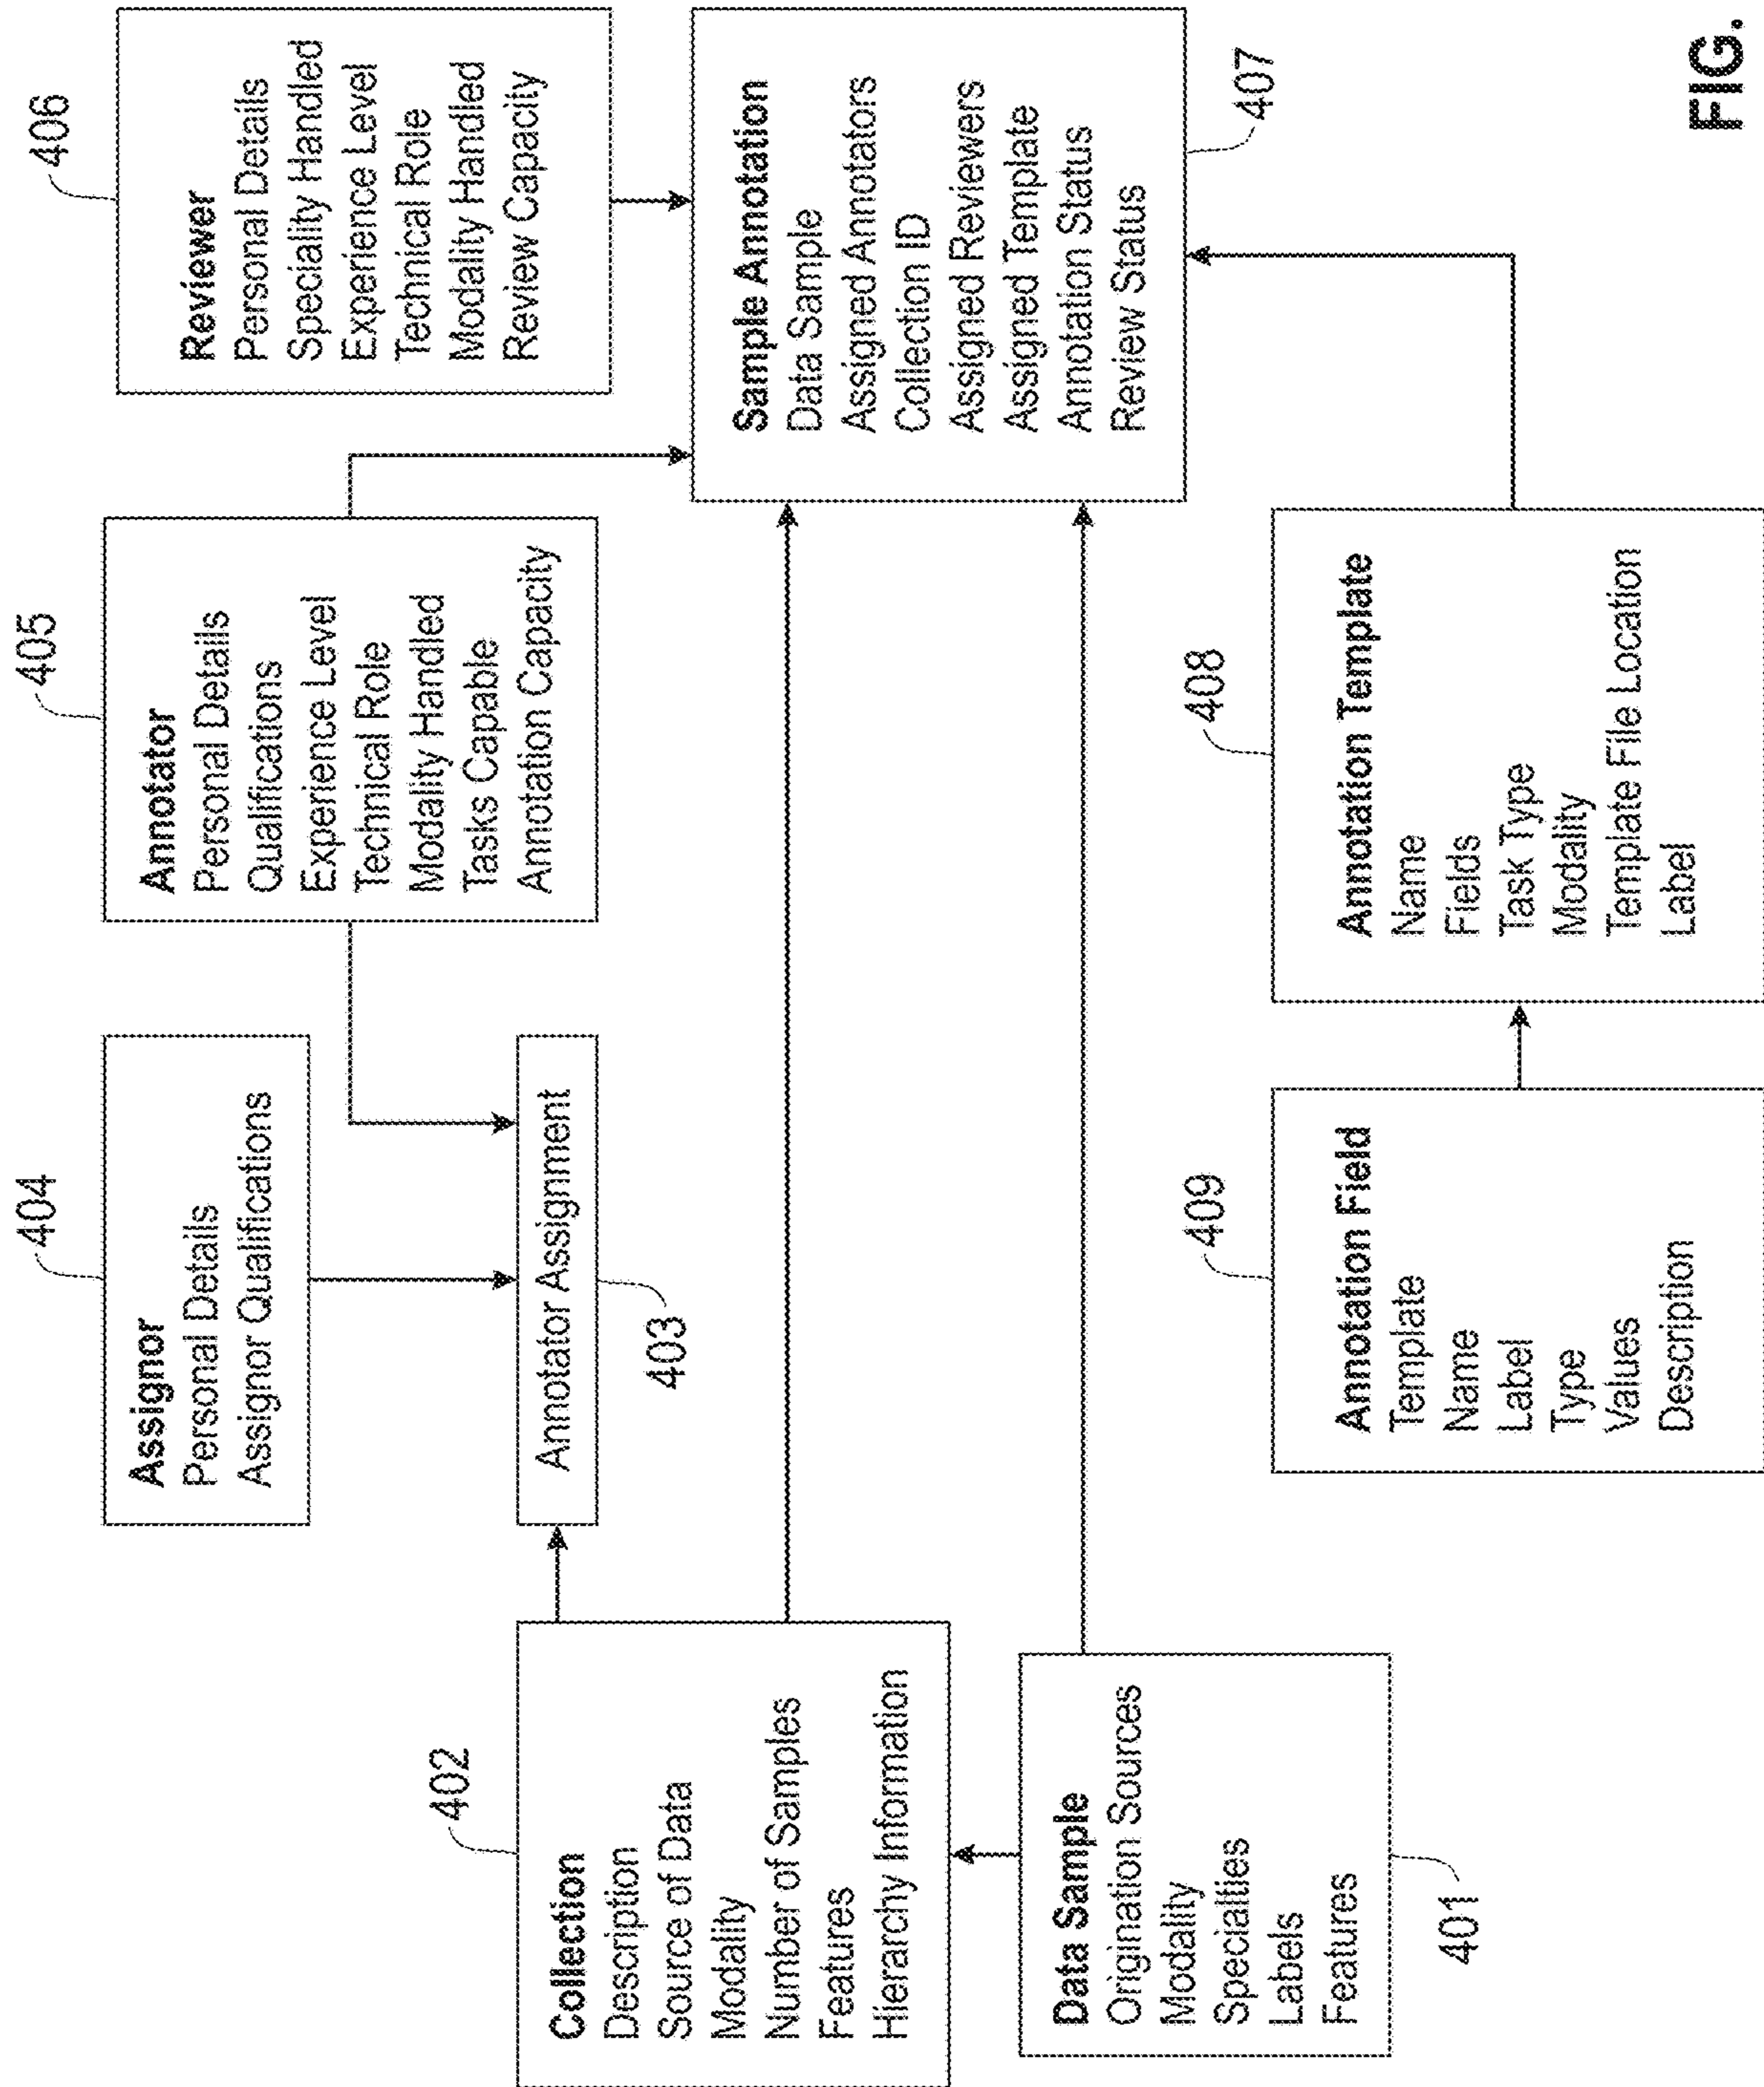 404
Assignor
Personal Details
Assignor Qualifications
405
Annotator
Personal Details
Qualifications
Experience Level
Technical Role
Modality Handled
Tasks Capable
Annotation Capacity
406
Reviewer
Personal Details
Speciality Handled
Experience Level
Technical Role
Modality Handled
Review Capacity
402
Collection
Description
Source of Data
Modality
Number of Samples
Features
Hierarchy Information
Annotator Assignment
403
Sample Annotation
Data Sample
Assigned Annotators
Collection ID
Assigned Reviewers
Assigned Template
Annotation Status
Review Status
407
Data Sample
Origination Sources
Modality
Specialties
Labels
Features
401
409
Annotation Field
Template
Name
Label
Type
Values
Description
408
Annotation Template
Name
Fields
Task Type
Modality
Template File Location
Label
FIG.